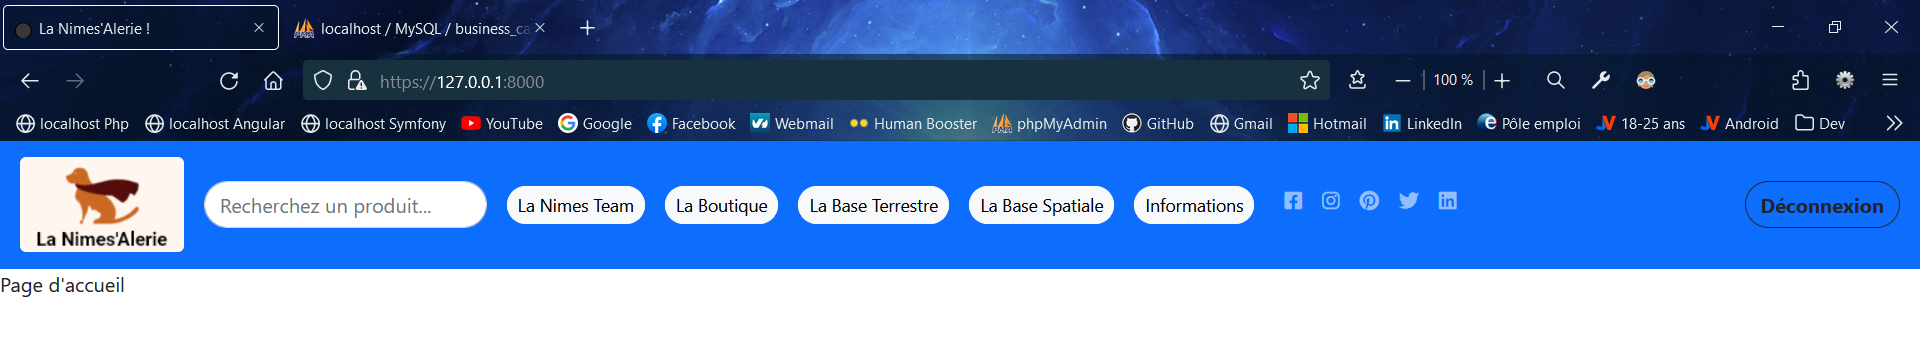 La Nimes'Alerie !
localhost / MySQL / business_ca
https://127.0.0.1:8000
100 %
localhost Php localhost Angular localhost Symfony YouTube Google Facebook Webmail Human Booster phpMyAdmin GitHub Gmail Hotmail LinkedIn Pôle emploi 18-25 ans Android Dev
La Nimes'Alerie
Recherchez un produit...
La Nimes Team
La Boutique
La Base Terrestre
La Base Spatiale
Informations
Déconnexion
Page d'accueil